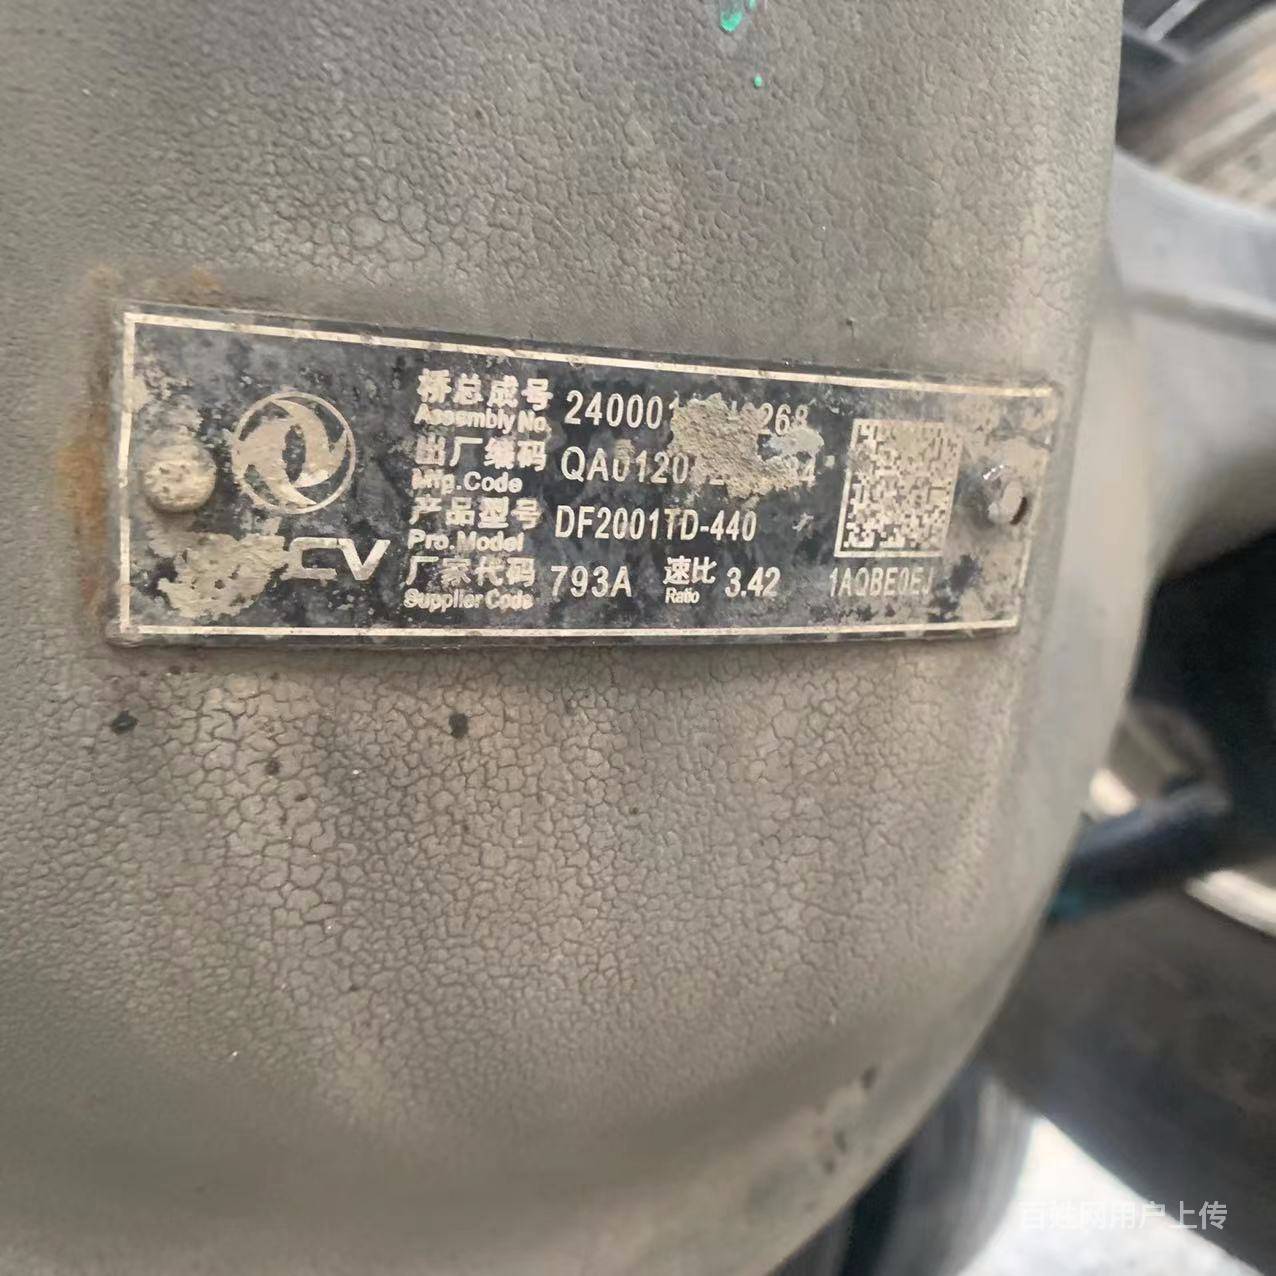 桥总成号
Assembly No.
出厂编码
Mfg.Code
产品型号 DF2001TD-440
Pro.Model
厂家代码 793A 速比 3.42
Supplier Code Ratio
1AQBE0EJ
CV
百姓网用户上传